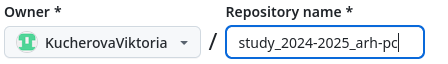 Owner * Repository name *
KucherovaViktoria / study_2024-2025_arh-pc